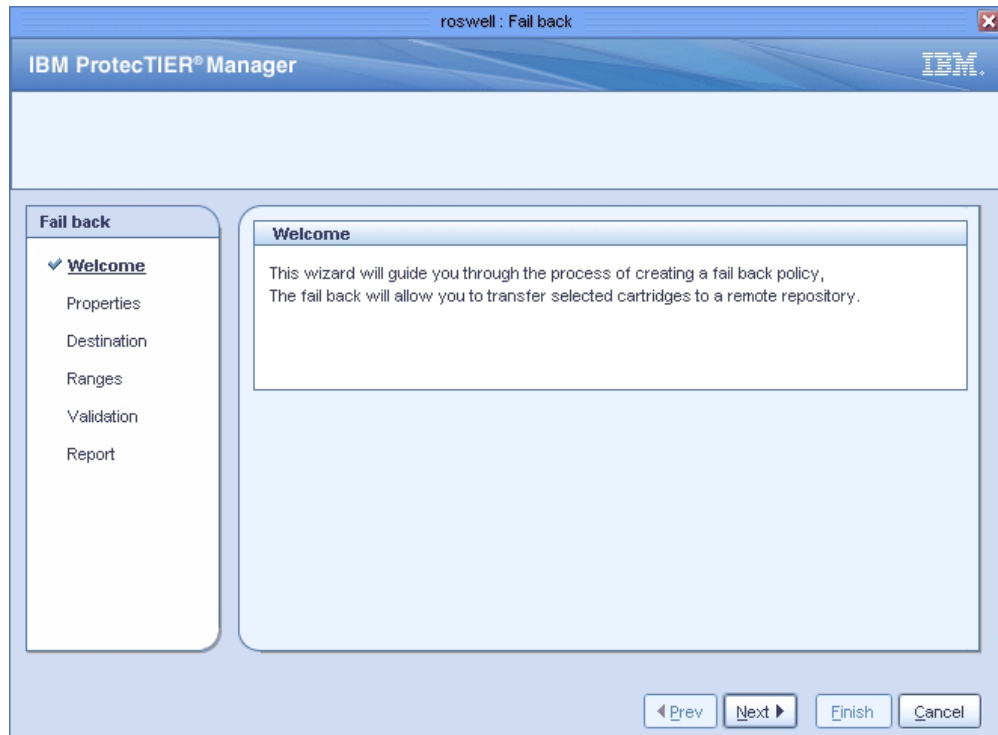 roswell : Fail back
IBM ProtecTIER® Manager
IBM.
Fail back
Welcome
Properties
Destination
Ranges
Validation
Report
Welcome
This wizard will guide you through the process of creating a fail back policy,
The fail back will allow you to transfer selected cartridges to a remote repository.
Prev
Next
Finish
Cancel